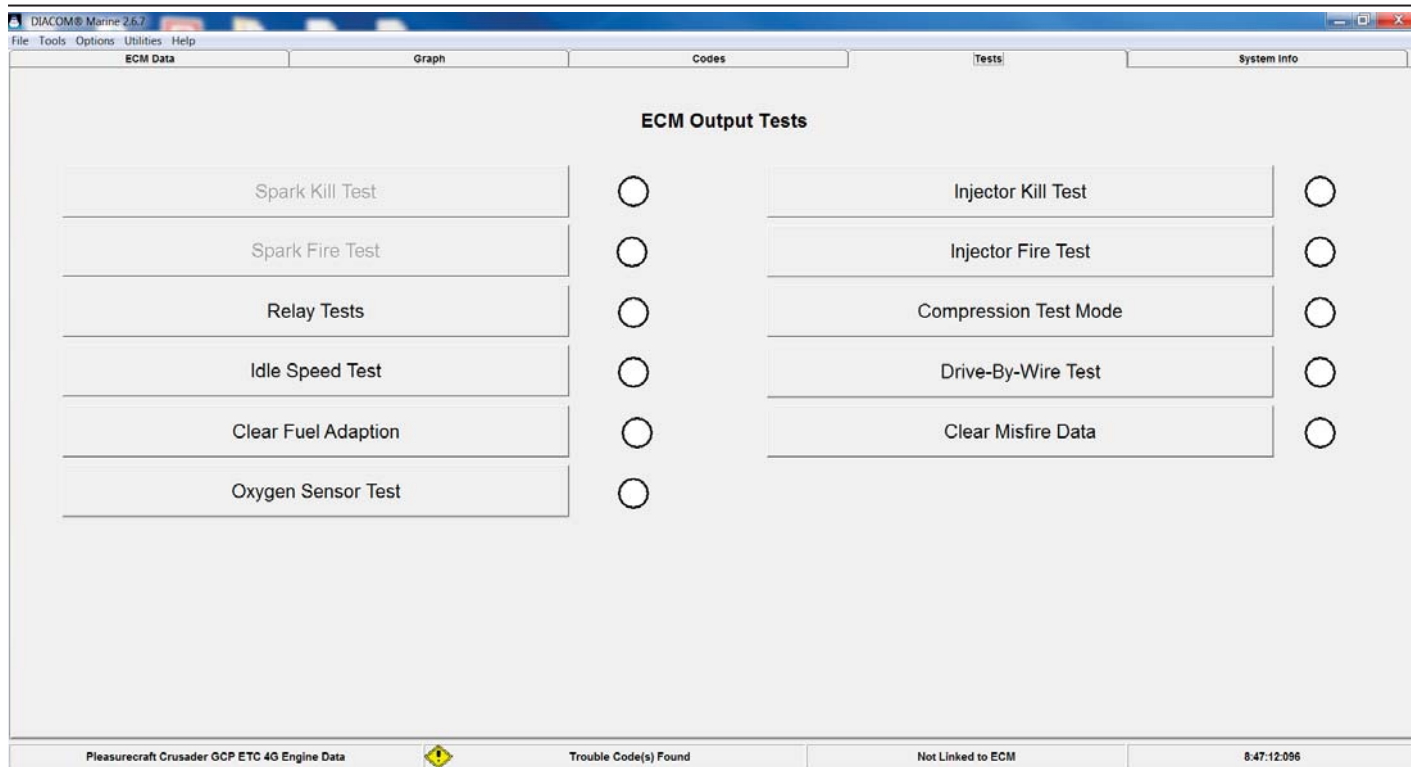 DIACOM® Marine 2.6.7
File Tools Options Utilities Help
ECM Data Graph Codes Tests System Info
ECM Output Tests
Spark Kill Test Injector Kill Test
Spark Fire Test Injector Fire Test
Relay Tests Compression Test Mode
Idle Speed Test Drive-By-Wire Test
Clear Fuel Adaption Clear Misfire Data
Oxygen Sensor Test
Pleasurecraft Crusader GCP ETC 4G Engine Data Trouble Code(s) Found Not Linked to ECM 8:47:12:096